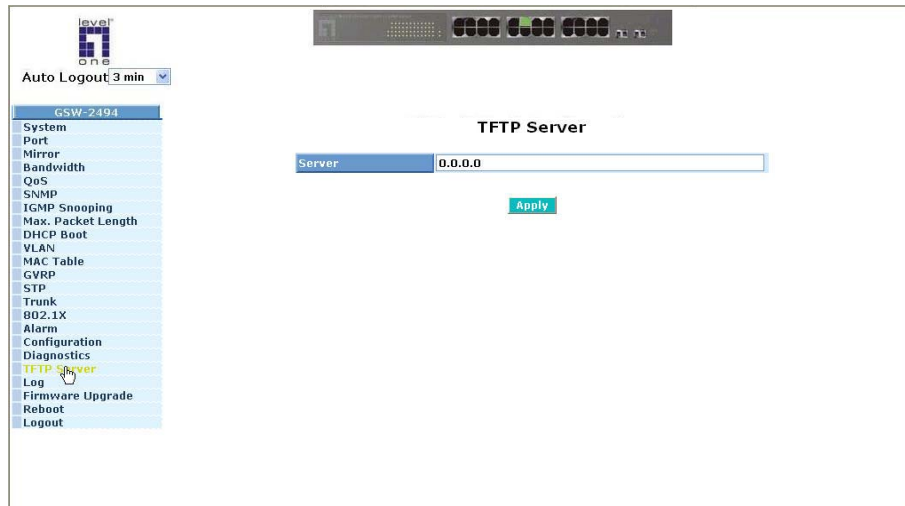 level
one
Auto Logout 3 min
GSW-2494
System
Port
Mirror
Bandwidth
QoS
SNMP
IGMP Snooping
Max. Packet Length
DHCP Boot
VLAN
MAC Table
GVRP
STP
Trunk
802.1X
Alarm
Configuration
Diagnostics
TFTP Server
Log
Firmware Upgrade
Reboot
Logout
TFTP Server
Server 0.0.0.0
Apply